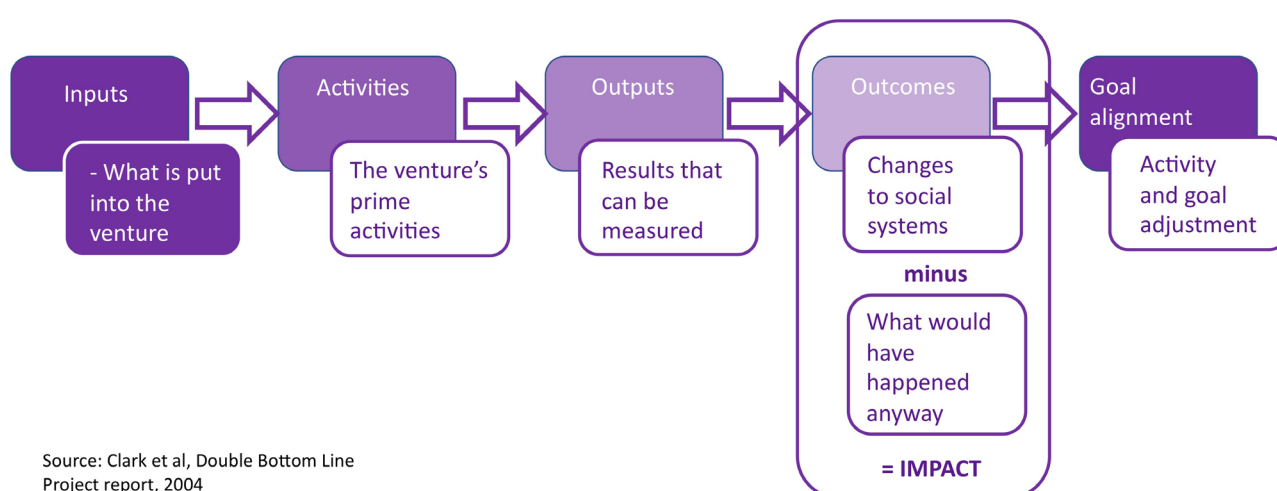 Inputs
- What is put
into the
venture
Activities
The venture's
prime
activities
Outputs
Results that
can be
measured
Outcomes
Changes
to social
systems
minus
What would
have
happened
anyway
= IMPACT
Goal
alignment
Activity
and goal
adjustment
Source: Clark et al, Double Bottom Line
Project report, 2004